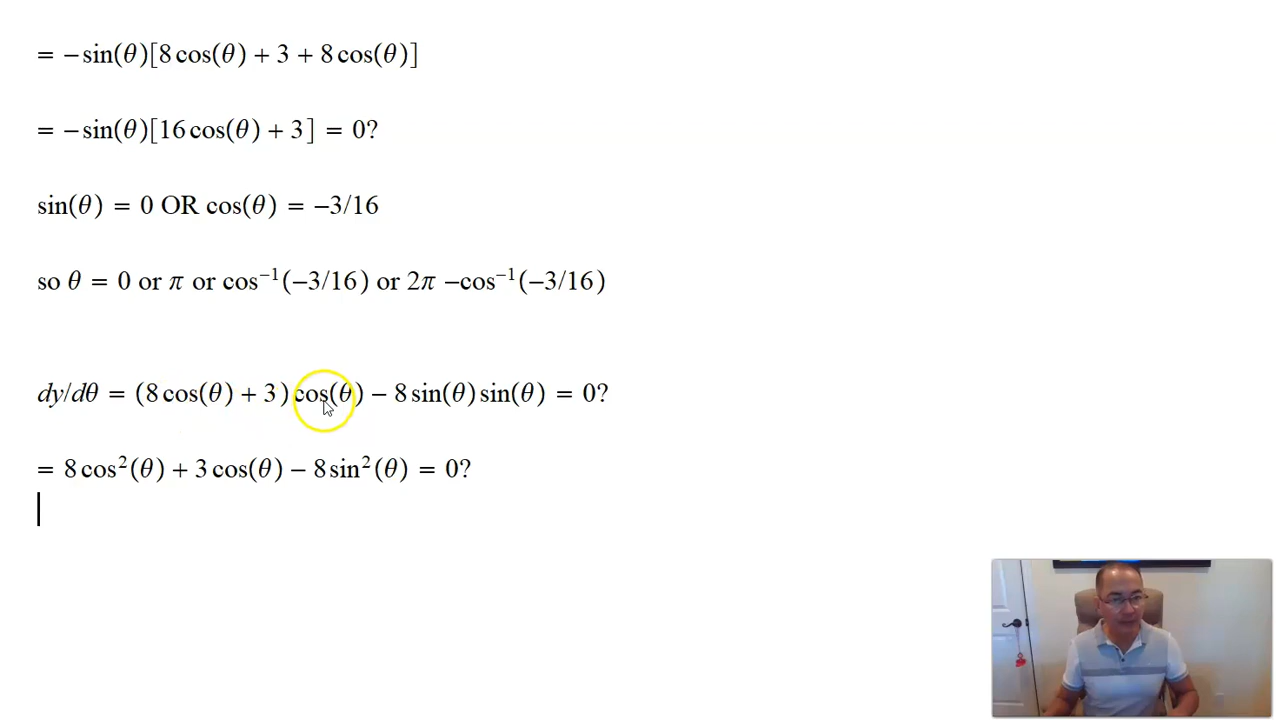 = −sin(θ)[8 cos(θ) + 3 + 8 cos(θ)]
= −sin(θ)[16 cos(θ) + 3] = 0?
sin(θ) = 0 OR cos(θ) = −3/16
so θ = 0 or π or cos⁻¹(−3/16) or 2π −cos⁻¹(−3/16)
dy/dθ = (8 cos(θ) + 3) cos(θ) − 8 sin(θ) sin(θ) = 0?
= 8 cos²(θ) + 3 cos(θ) − 8 sin²(θ) = 0?